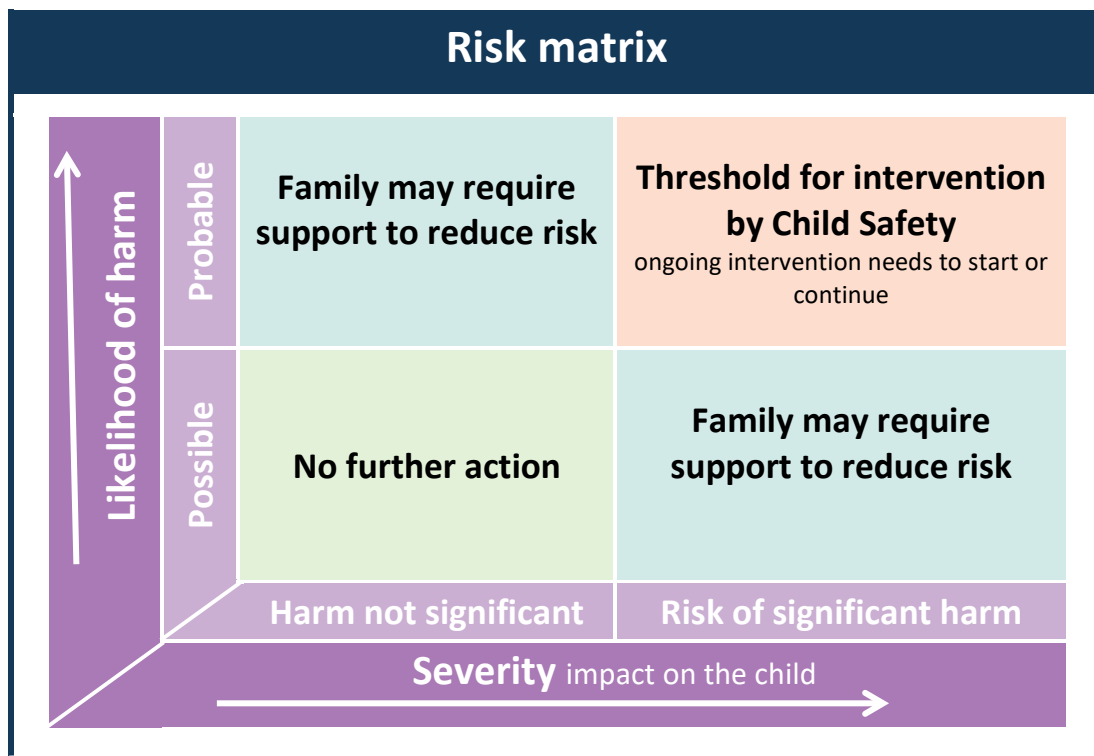 Risk matrix
Likelihood of harm
Probable
Family may require
support to reduce risk
Threshold for intervention
by Child Safety
ongoing intervention needs to start or
continue
Possible
No further action
Family may require
support to reduce risk
Harm not significant
Risk of significant harm
Severity impact on the child